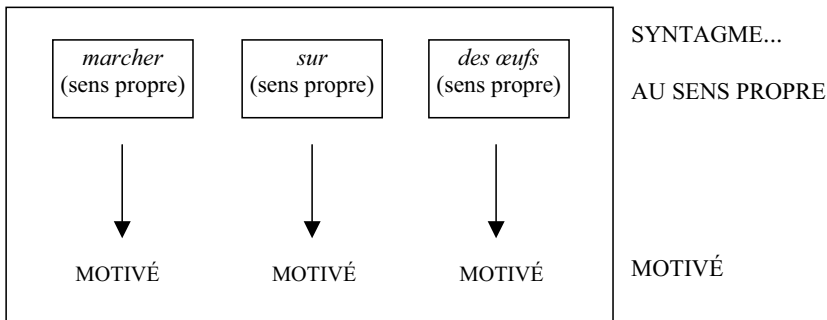 SYNTAGME...
marcher
(sens propre)
sur
(sens propre)
des œufs
(sens propre)
AU SENS PROPRE
MOTIVÉ
MOTIVÉ
MOTIVÉ
MOTIVÉ